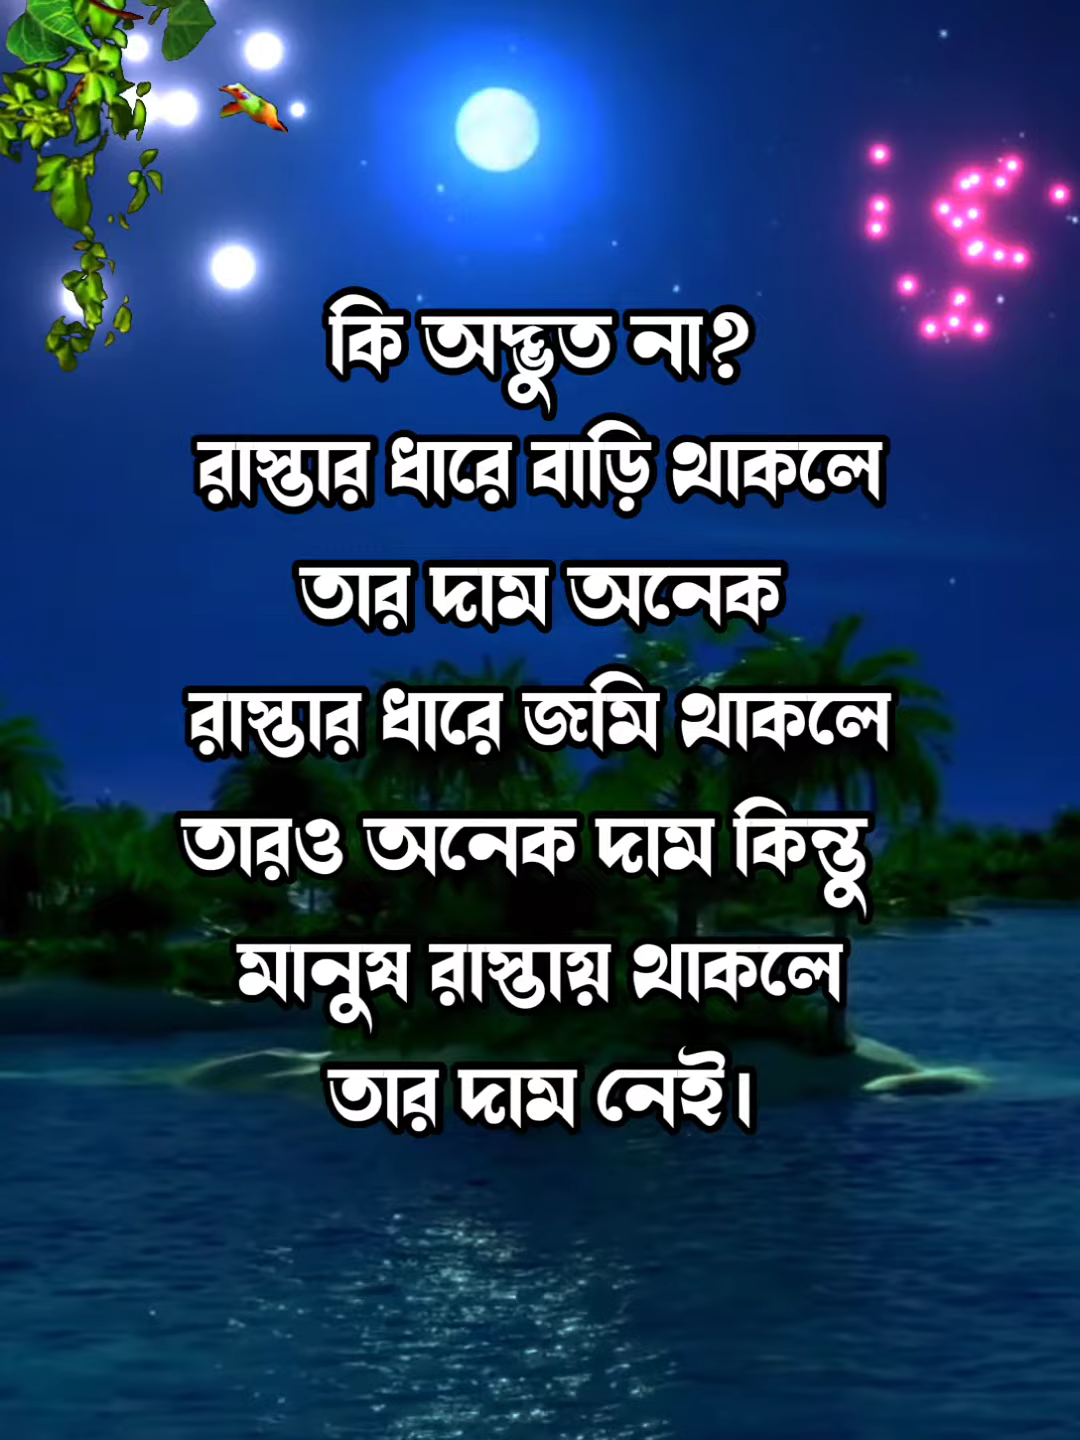 কি অদ্ভুত না?
রাস্তার ধারে বাড়ি থাকলে
তার দাম অনেক
রাস্তার ধারে জমি থাকলে
তারও অনেক দাম কিন্তু
মানুষ রাস্তায় থাকলে
তার দাম নেই।